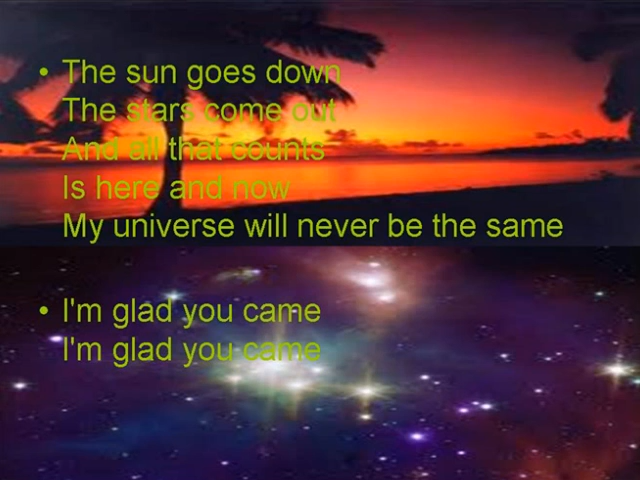 • The sun goes down
The stars come out
And all that counts
Is here and now
My universe will never be the same
• I'm glad you came
I'm glad you came